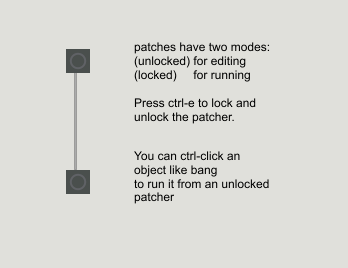 patches have two modes:
(unlocked) for editing
(locked) for running
Press ctrl-e to lock and
unlock the patcher.
You can ctrl-click an
object like bang
to run it from an unlocked
patcher